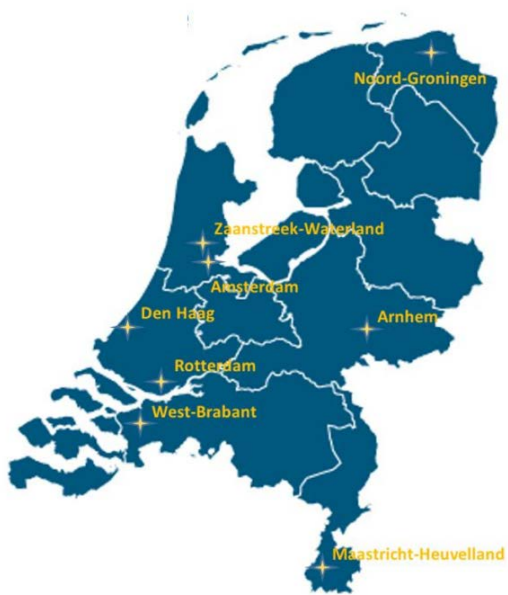 Noord-Groningen
Zaanstreek-Waterland
Amsterdam
Den Haag
Arnhem
Rotterdam
West-Brabant
Maastricht-Heuvelland